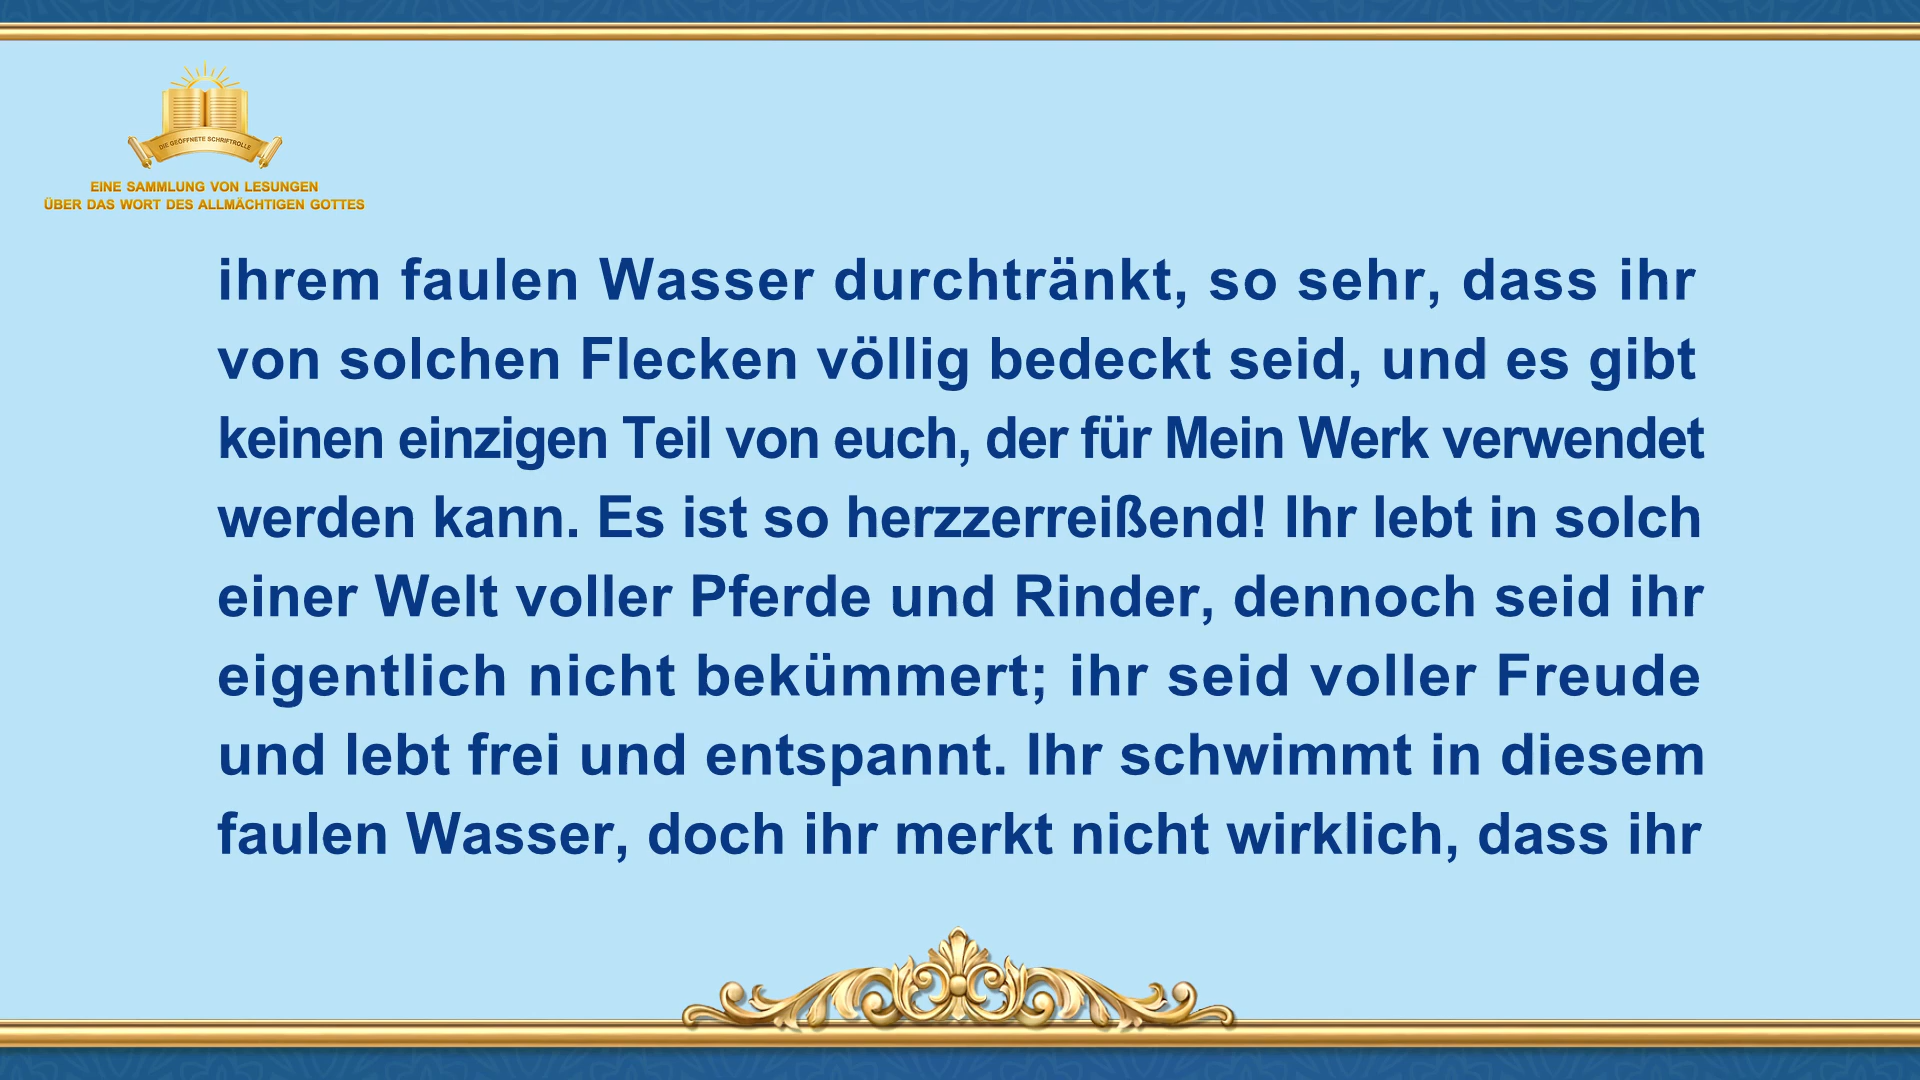 DIE GEÖFFNETE SCHRIFTROLLE
EINE SAMMLUNG VON LESUNGEN
ÜBER DAS WORT DES ALLMÄCHTIGEN GOTTES
ihrem faulen Wasser durchtränkt, so sehr, dass ihr
von solchen Flecken völlig bedeckt seid, und es gibt
keinen einzigen Teil von euch, der für Mein Werk verwendet
werden kann. Es ist so herzzerreißend! Ihr lebt in solch
einer Welt voller Pferde und Rinder, dennoch seid ihr
eigentlich nicht bekümmert; ihr seid voller Freude
und lebt frei und entspannt. Ihr schwimmt in diesem
faulen Wasser, doch ihr merkt nicht wirklich, dass ihr